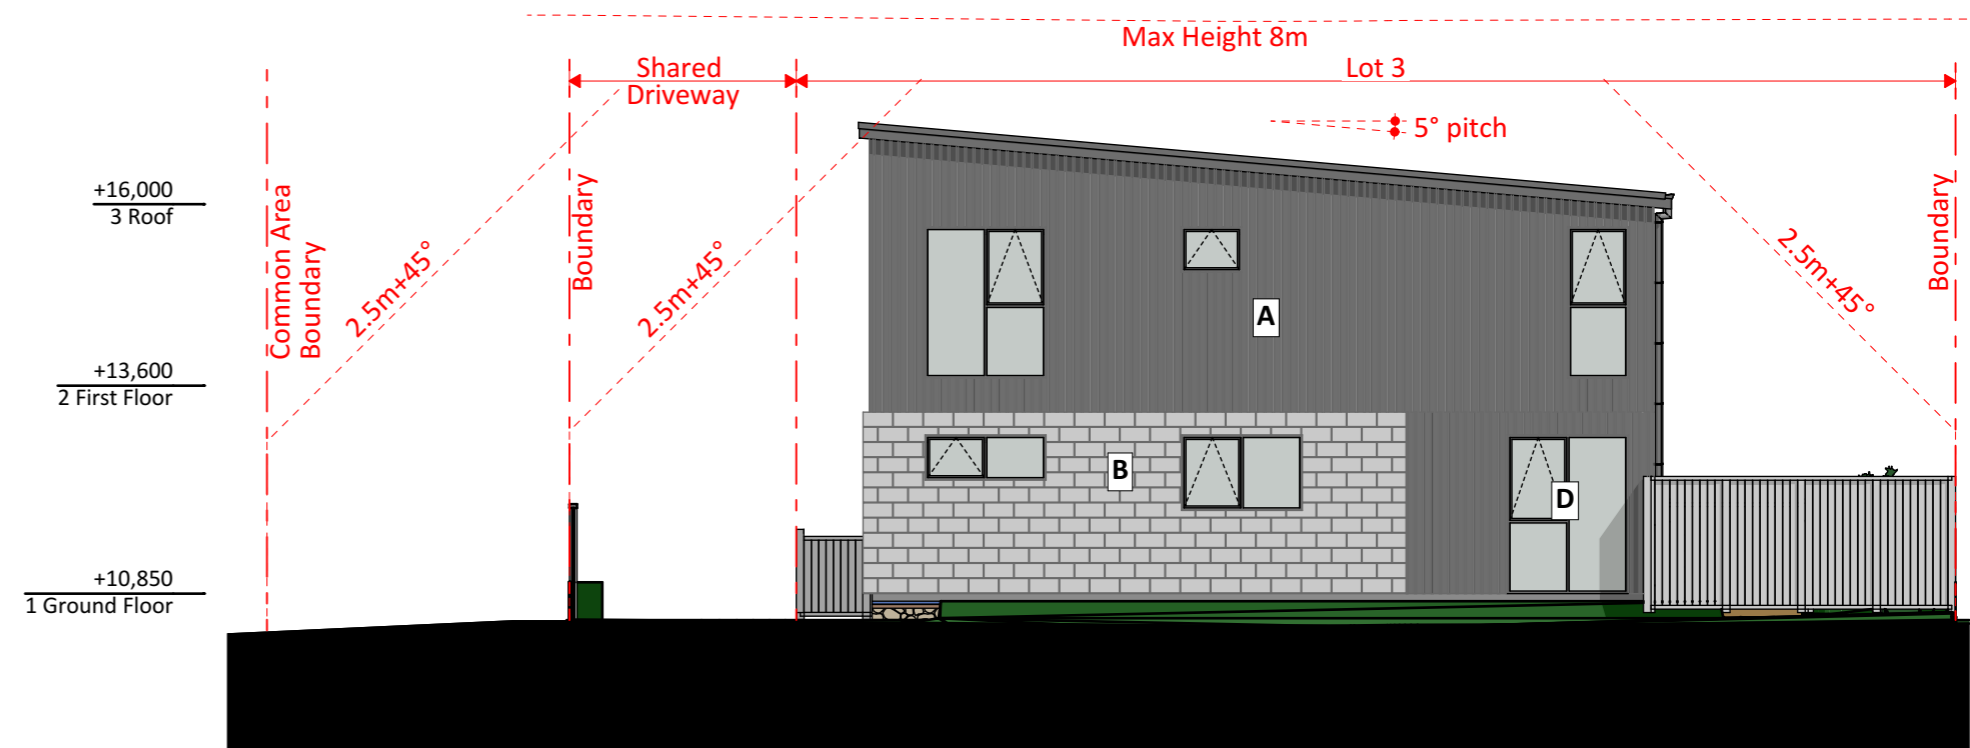 Max Height 8m
Shared
Driveway
Lot 3
5° pitch
+16,000
3 Roof
Common Area
Boundary
2.5m+45°
Boundary
2.5m+45°
2.5m+45°
Boundary
A
+13,600
2 First Floor
B
D
+10,850
1 Ground Floor